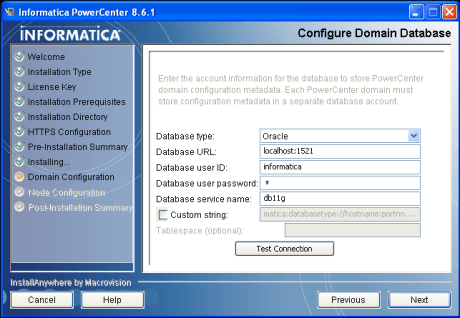 Informatica PowerCenter 8.6.1
INFORMATICA®
Configure Domain Database
Welcome
Installation Type
License Key
Installation Prerequisites
Installation Directory
HTTPS Configuration
Pre-Installation Summary
Installing...
Domain Configuration
Node Configuration
Post-Installation Summary
Enter the account information for the database to store PowerCenter
domain configuration metadata. Each PowerCenter domain must
store configuration metadata in a separate database account.
Database type: Oracle
Database URL: localhost:1521
Database user ID: informatica
Database user password: *
Database service name: db11g
Custom string: matica:databasetype://hostname:portno....
Tablespace (optional):
Test Connection
InstallAnywhere by Macrovision
Cancel Help Previous Next